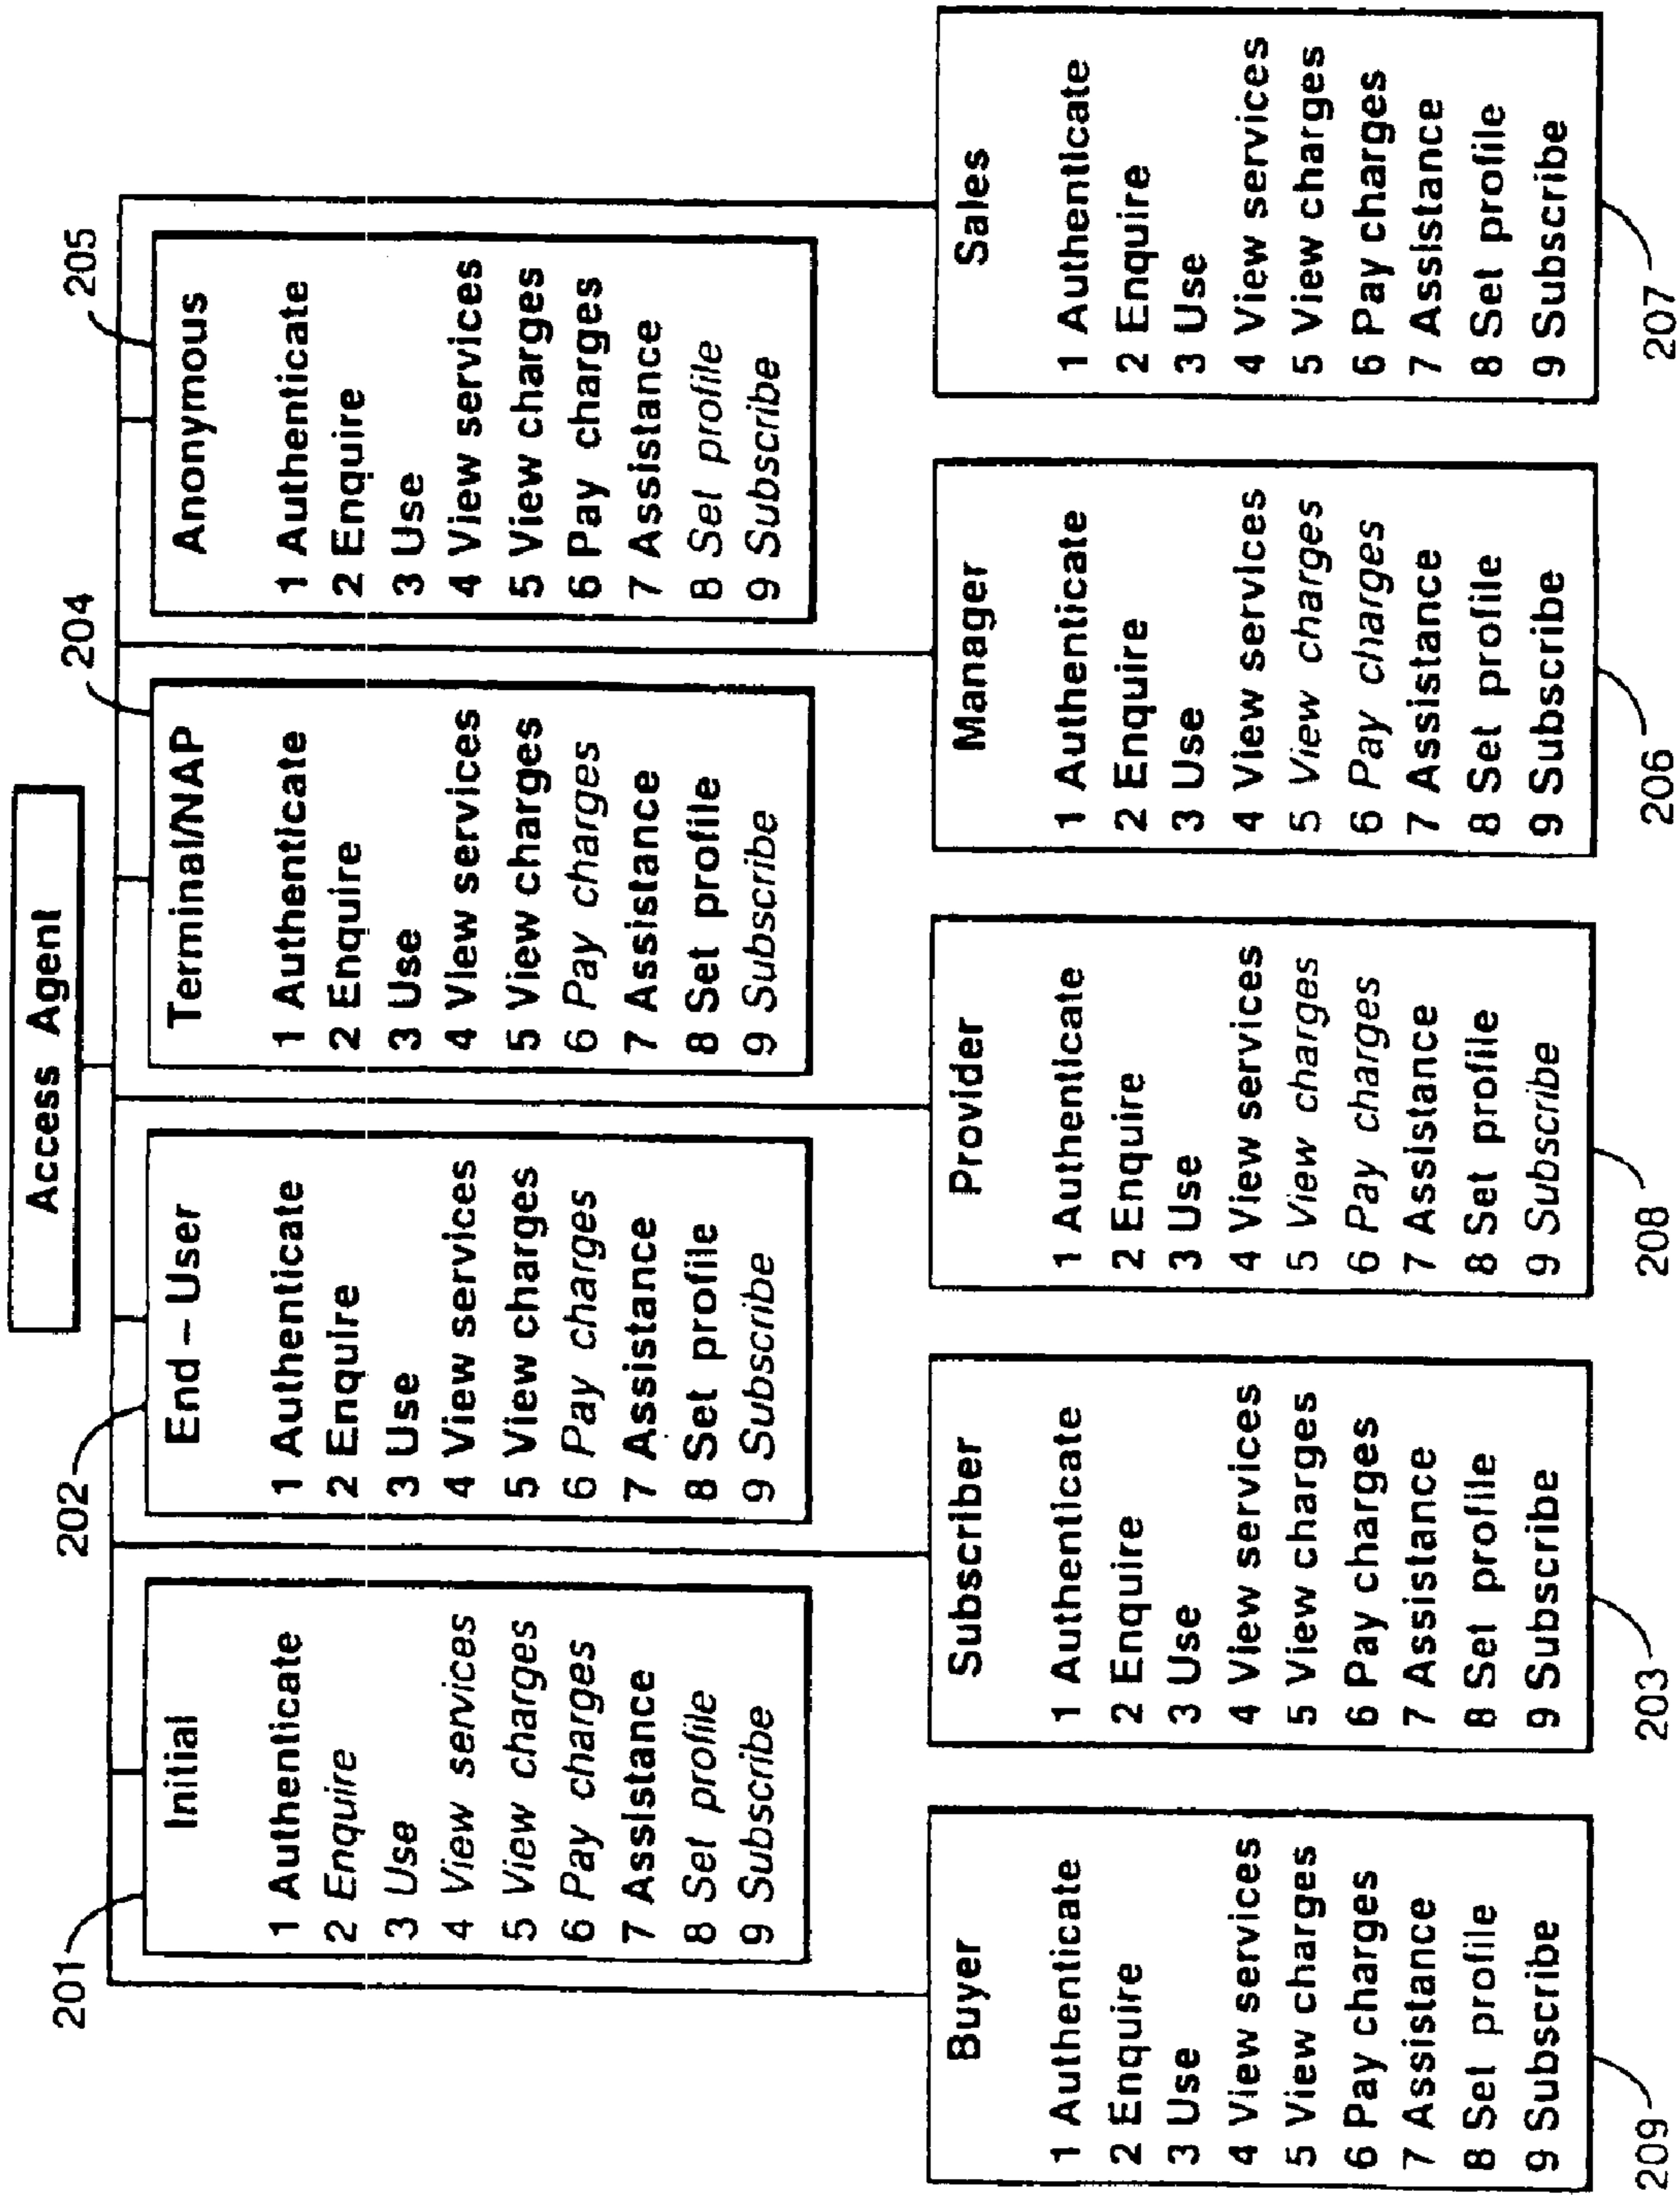 Access Agent
201
Initial
1 Authenticate
2 Enquire
3 Use
4 View services
5 View charges
6 Pay charges
7 Assistance
8 Set profile
9 Subscribe
202
End – User
1 Authenticate
2 Enquire
3 Use
4 View services
5 View charges
6 Pay charges
7 Assistance
8 Set profile
9 Subscribe
204
Terminal/NAP
1 Authenticate
2 Enquire
3 Use
4 View services
5 View charges
6 Pay charges
7 Assistance
8 Set profile
9 Subscribe
205
Anonymous
1 Authenticate
2 Enquire
3 Use
4 View services
5 View charges
6 Pay charges
7 Assistance
8 Set profile
9 Subscribe
Buyer
1 Authenticate
2 Enquire
3 Use
4 View services
5 View charges
6 Pay charges
7 Assistance
8 Set profile
9 Subscribe
209
Subscriber
1 Authenticate
2 Enquire
3 Use
4 View services
5 View charges
6 Pay charges
7 Assistance
8 Set profile
9 Subscribe
203
Provider
1 Authenticate
2 Enquire
3 Use
4 View services
5 View charges
6 Pay charges
7 Assistance
8 Set profile
9 Subscribe
208
Manager
1 Authenticate
2 Enquire
3 Use
4 View services
5 View charges
6 Pay charges
7 Assistance
8 Set profile
9 Subscribe
206
Sales
1 Authenticate
2 Enquire
3 Use
4 View services
5 View charges
6 Pay charges
7 Assistance
8 Set profile
9 Subscribe
207